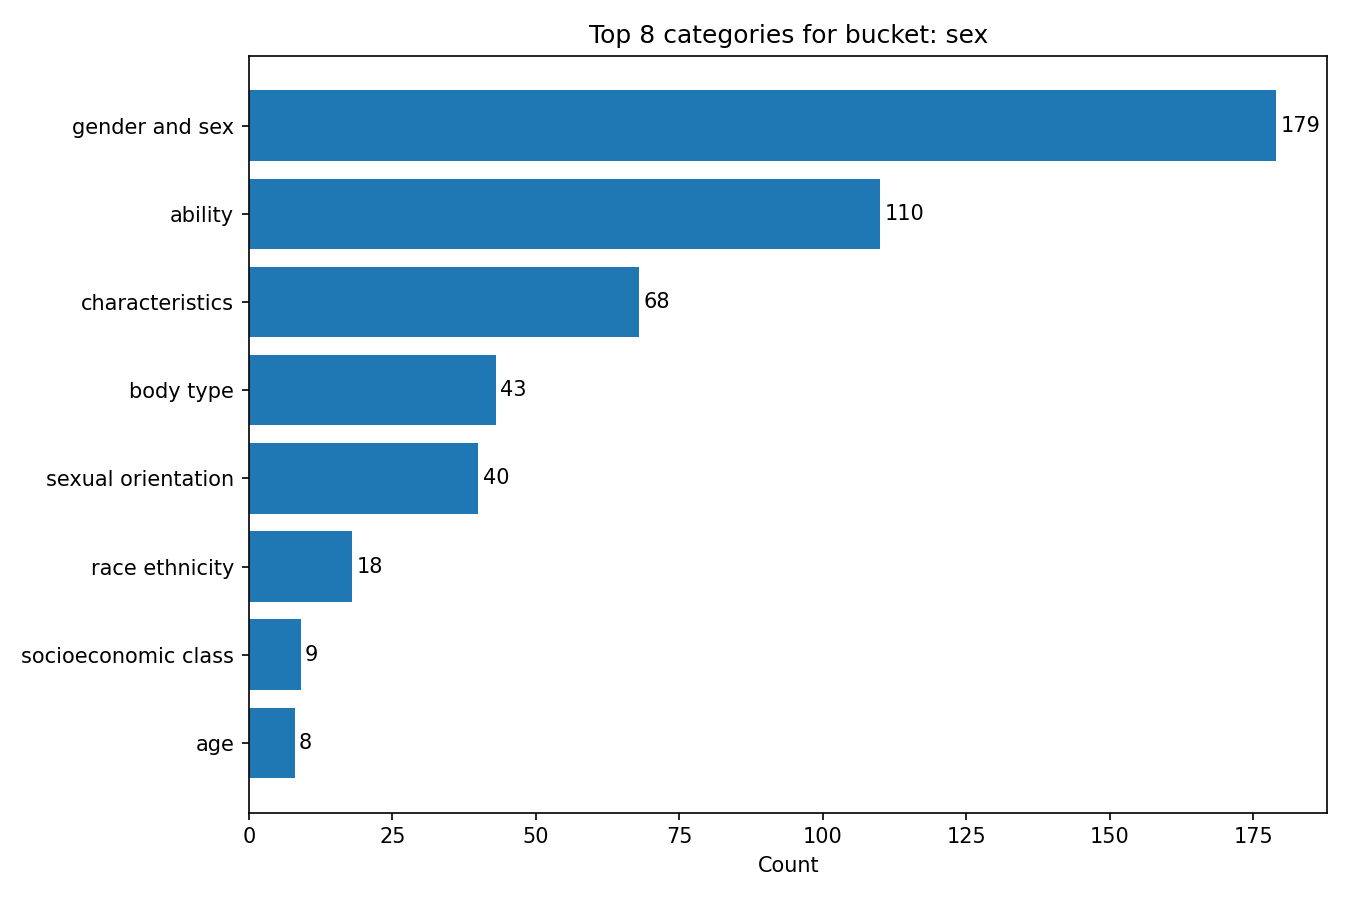 Top 8 categories for bucket: sex
gender and sex
179
ability
110
characteristics
68
body type
43
sexual orientation
40
race ethnicity
18
socioeconomic class
9
age
8
0 25 50 75 100 125 150 175
Count